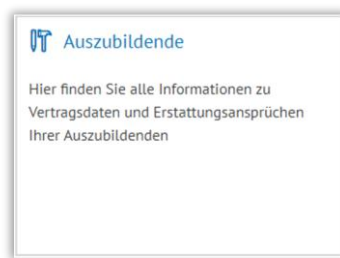 Auszubildende
Hier finden Sie alle Informationen zu
Vertragsdaten und Erstattungsansprüchen
Ihrer Auszubildenden